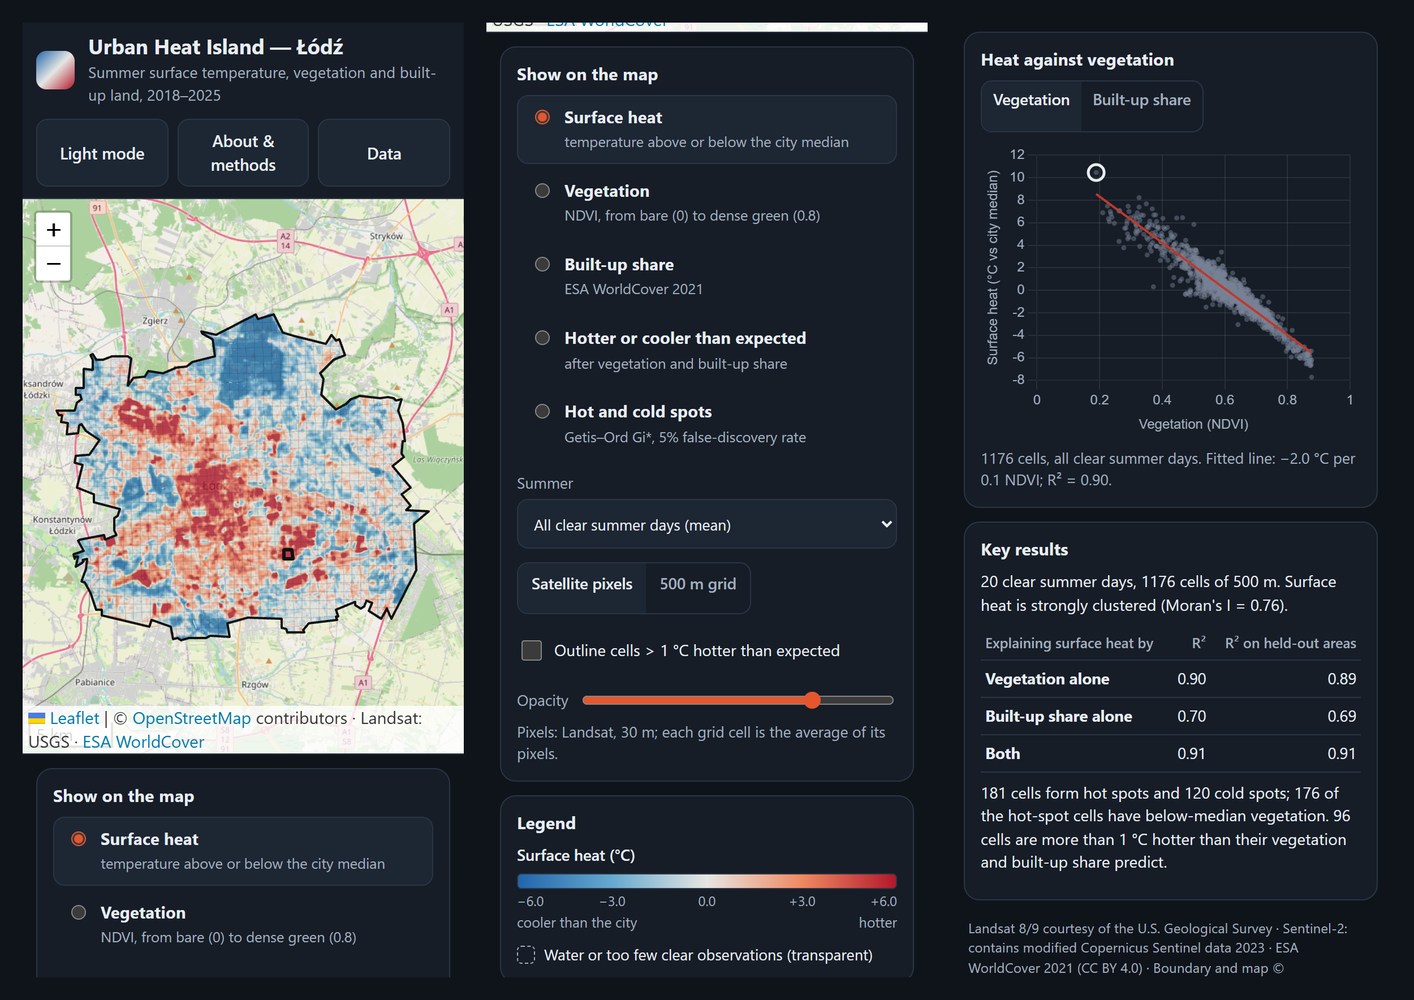 Urban Heat Island — Łódź
Summer surface temperature, vegetation and built-
up land, 2018–2025
Light mode
About &
methods
Data
+
−
91
A2
14
Stryków
A1
Zgierz
ksandrów
Łódzki
Łódź
Las Wiączyńsk
Konstantynów
Łódzki
Pabianice
Rzgów
A1
Leaflet | © OpenStreetMap contributors · Landsat:
USGS · ESA WorldCover
Show on the map
Surface heat
temperature above or below the city median
Vegetation
NDVI, from bare (0) to dense green (0.8)
USGS · ESA WorldCover
Show on the map
Surface heat
temperature above or below the city median
Vegetation
NDVI, from bare (0) to dense green (0.8)
Built-up share
ESA WorldCover 2021
Hotter or cooler than expected
after vegetation and built-up share
Hot and cold spots
Getis–Ord Gi*, 5% false-discovery rate
Summer
All clear summer days (mean)
Satellite pixels
500 m grid
Outline cells > 1 °C hotter than expected
Opacity
Pixels: Landsat, 30 m; each grid cell is the average of its
pixels.
Legend
Surface heat (°C)
−6.0 −3.0 0.0 +3.0 +6.0
cooler than the city hotter
Water or too few clear observations (transparent)
Heat against vegetation
Vegetation
Built-up share
Surface heat (°C vs city median)
12
10
8
6
4
2
0
-2
-4
-6
-8
0 0.2 0.4 0.6 0.8 1
Vegetation (NDVI)
1176 cells, all clear summer days. Fitted line: −2.0 °C per
0.1 NDVI; R² = 0.90.
Key results
20 clear summer days, 1176 cells of 500 m. Surface
heat is strongly clustered (Moran's I = 0.76).
Explaining surface heat by R² R² on held-out areas
Vegetation alone 0.90 0.89
Built-up share alone 0.70 0.69
Both 0.91 0.91
181 cells form hot spots and 120 cold spots; 176 of
the hot-spot cells have below-median vegetation. 96
cells are more than 1 °C hotter than their vegetation
and built-up share predict.
Landsat 8/9 courtesy of the U.S. Geological Survey · Sentinel-2:
contains modified Copernicus Sentinel data 2023 · ESA
WorldCover 2021 (CC BY 4.0) · Boundary and map ©